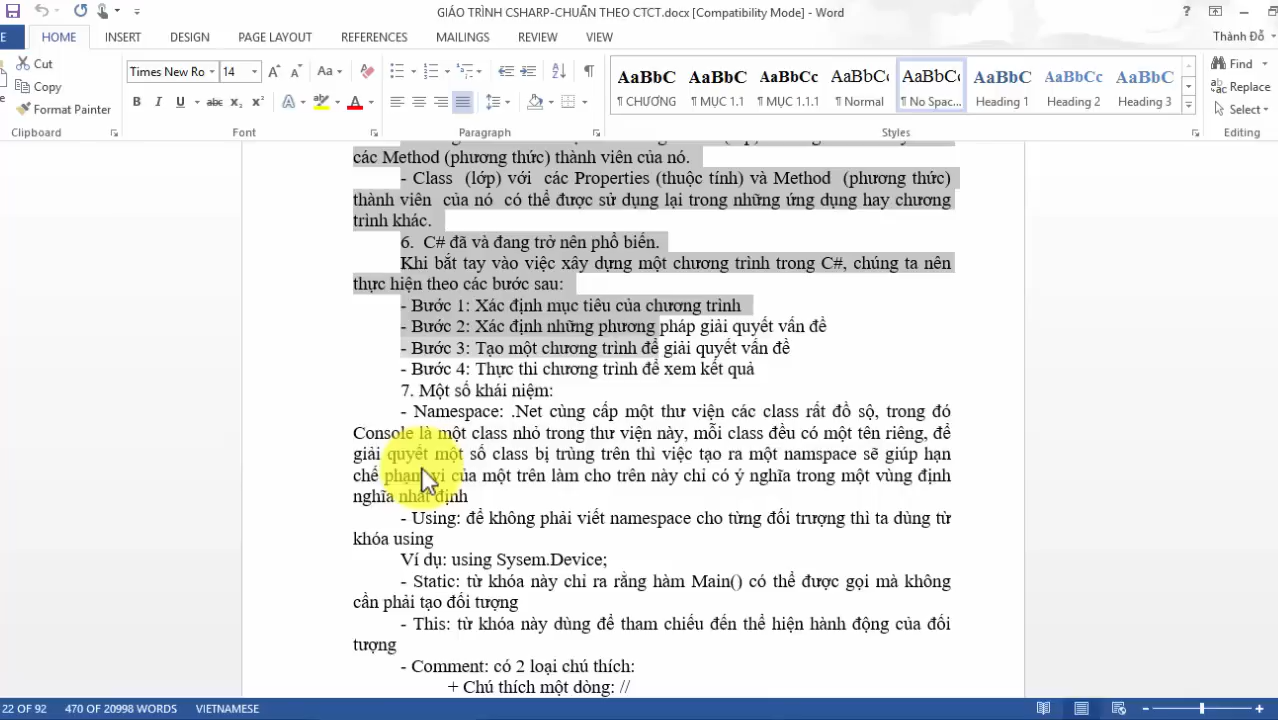 GIÁO TRÌNH CSHARP-CHUẨN THEO CTCT.docx [Compatibility Mode] - Word
HOME INSERT DESIGN PAGE LAYOUT REFERENCES MAILINGS REVIEW VIEW Thành Đỗ
Cut
Copy
Format Painter
Clipboard
Times New Ro 14
Font
Paragraph
AaBbC AaBbC AaBbCc AaBbCc AaBbCc AaBbC AaBbCc AaBbC
¶ CHƯƠNG ¶ MỤC 1.1 ¶ MỤC 1.1.1 ¶ Normal ¶ No Spac... Heading 1 Heading 2 Heading 3
Styles
Find
Replace
Select
Editing
các Method (phương thức) thành viên của nó.
- Class (lớp) với các Properties (thuộc tính) và Method (phương thức)
thành viên của nó có thể được sử dụng lại trong những ứng dụng hay chương
trình khác.
6. C# đã và đang trở nên phổ biến.
Khi bắt tay vào việc xây dựng một chương trình trong C#, chúng ta nên
thực hiện theo các bước sau:
- Bước 1: Xác định mục tiêu của chương trình
- Bước 2: Xác định những phương pháp giải quyết vấn đề
- Bước 3: Tạo một chương trình để giải quyết vấn đề
- Bước 4: Thực thi chương trình để xem kết quả
7. Một số khái niệm:
- Namespace: .Net cùng cấp một thư viện các class rất đồ sộ, trong đó
Console là một class nhỏ trong thư viện này, mỗi class đều có một tên riêng, để
giải quyết một số class bị trùng trên thì việc tạo ra một namspace sẽ giúp hạn
chế phạm vi của một trên làm cho trên này chỉ có ý nghĩa trong một vùng định
nghĩa nhất định
- Using: để không phải viết namespace cho từng đối trượng thì ta dùng từ
khóa using
Ví dụ: using Sysem.Device;
- Static: từ khóa này chỉ ra rằng hàm Main() có thể được gọi mà không
cần phải tạo đối tượng
- This: từ khóa này dùng để tham chiếu đến thể hiện hành động của đối
tượng
- Comment: có 2 loại chú thích:
+ Chú thích một dòng: //
22 OF 92 470 OF 20998 WORDS VIETNAMESE